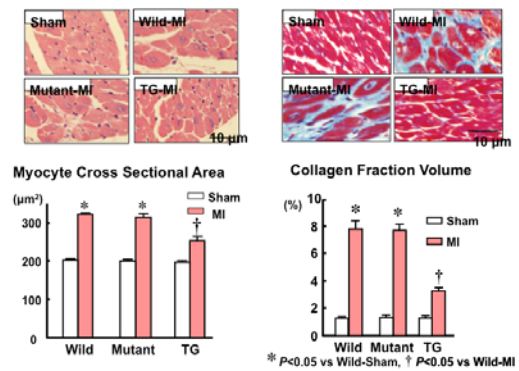 Sham
Wild-MI
Mutant-MI
TG-MI
10 µm
Sham
Wild-MI
Mutant-MI
TG-MI
10 µm
Myocyte Cross Sectional Area
(µm²)
300
200
100
0
Sham
MI
*
*
†
Wild
Mutant
TG
Collagen Fraction Volume
(%)
10
8
6
4
2
0
Sham
MI
*
*
†
Wild
Mutant
TG
* P<0.05 vs Wild-Sham, † P<0.05 vs Wild-MI